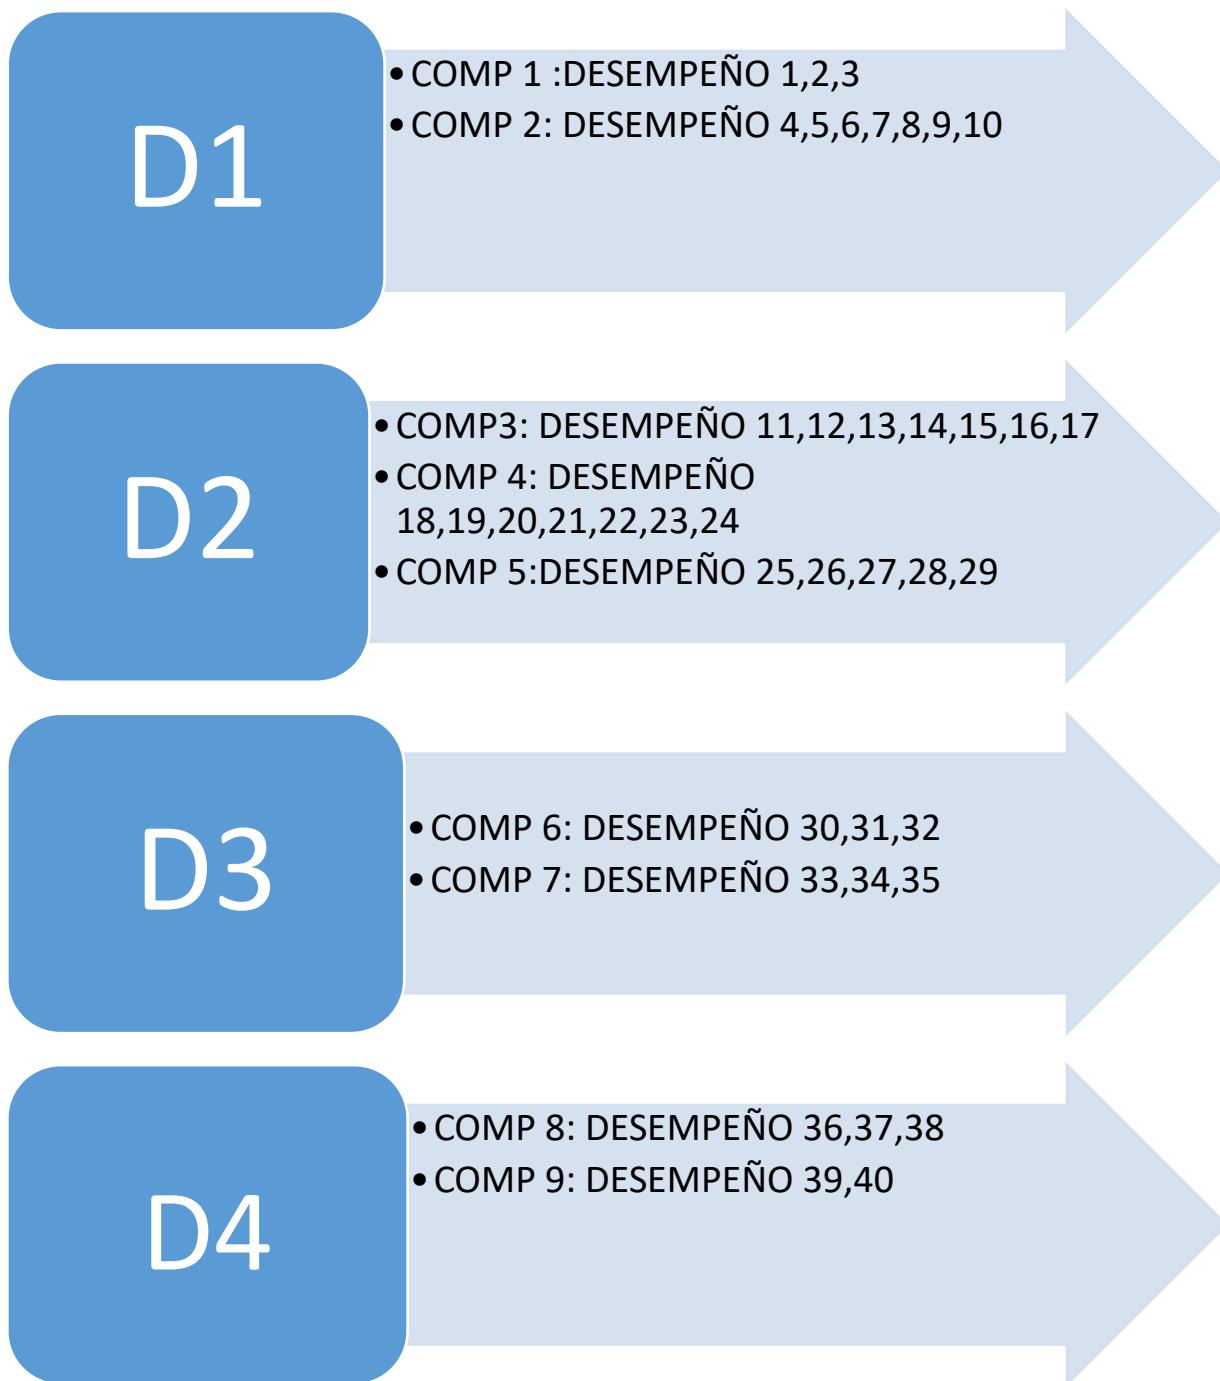 D1
• COMP 1 :DESEMPEÑO 1,2,3
• COMP 2: DESEMPEÑO 4,5,6,7,8,9,10
D2
• COMP3: DESEMPEÑO 11,12,13,14,15,16,17
• COMP 4: DESEMPEÑO
18,19,20,21,22,23,24
• COMP 5:DESEMPEÑO 25,26,27,28,29
D3
• COMP 6: DESEMPEÑO 30,31,32
• COMP 7: DESEMPEÑO 33,34,35
D4
• COMP 8: DESEMPEÑO 36,37,38
• COMP 9: DESEMPEÑO 39,40